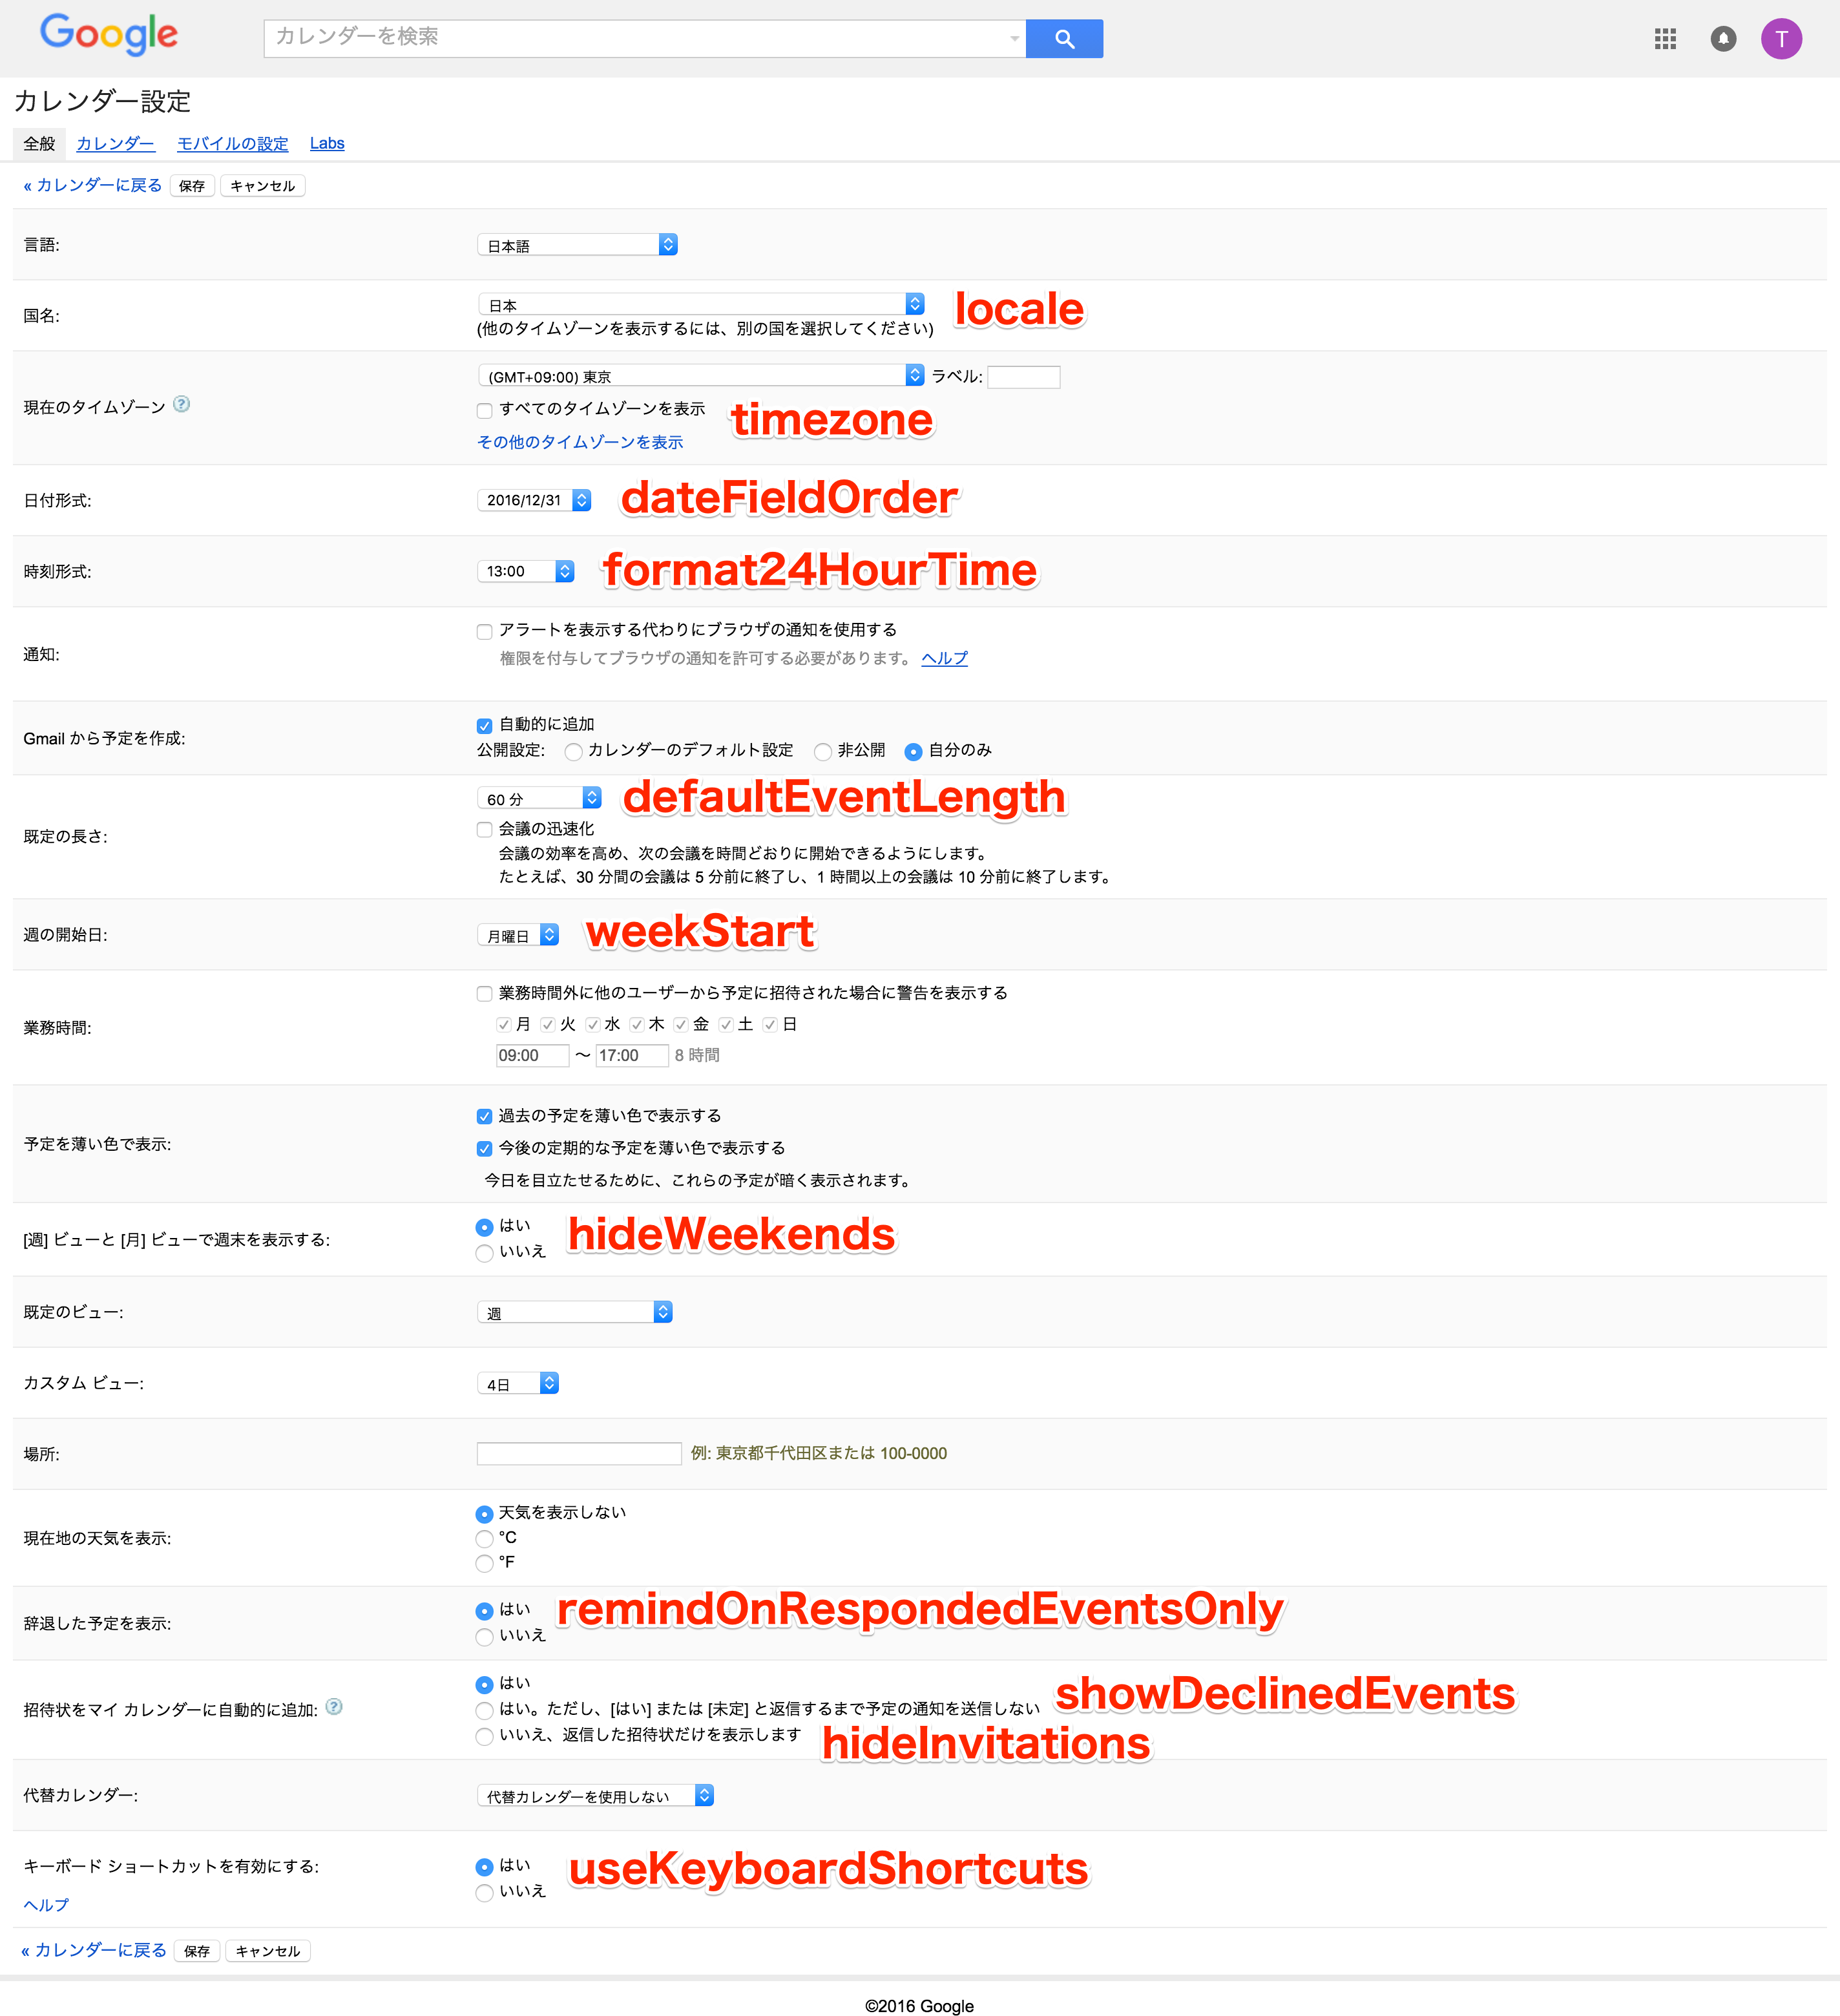 Google
カレンダーを検索
T
カレンダー設定
全般 カレンダー モバイルの設定 Labs
« カレンダーに戻る 保存 キャンセル
言語: 日本語
国名: 日本 locale
(他のタイムゾーンを表示するには、別の国を選択してください)
現在のタイムゾーン ? (GMT+09:00) 東京 ラベル:
すべてのタイムゾーンを表示 timezone
その他のタイムゾーンを表示
日付形式: 2016/12/31 dateFieldOrder
時刻形式: 13:00 format24HourTime
通知: アラートを表示する代わりにブラウザの通知を使用する
権限を付与してブラウザの通知を許可する必要があります。 ヘルプ
Gmail から予定を作成: 自動的に追加
公開設定: カレンダーのデフォルト設定 非公開 自分のみ
既定の長さ: 60 分 defaultEventLength
会議の迅速化
会議の効率を高め、次の会議を時間どおりに開始できるようにします。
たとえば、30 分間の会議は 5 分前に終了し、1 時間以上の会議は 10 分前に終了します。
週の開始日: 月曜日 weekStart
業務時間: 業務時間外に他のユーザーから予定に招待された場合に警告を表示する
月 火 水 木 金 土 日
09:00 〜 17:00 8 時間
予定を薄い色で表示: 過去の予定を薄い色で表示する
今後の定期的な予定を薄い色で表示する
今日を目立たせるために、これらの予定が暗く表示されます。
[週] ビューと [月] ビューで週末を表示する: はい hideWeekends
いいえ
既定のビュー: 週
カスタム ビュー: 4日
場所: 例: 東京都千代田区または 100-0000
現在地の天気を表示: 天気を表示しない
°C
°F
辞退した予定を表示: はい remindOnRespondedEventsOnly
いいえ
招待状をマイ カレンダーに自動的に追加: ? はい
はい。ただし、[はい] または [未定] と返信するまで予定の通知を送信しない showDeclinedEvents
いいえ、返信した招待状だけを表示します hideInvitations
代替カレンダー: 代替カレンダーを使用しない
キーボード ショートカットを有効にする: はい useKeyboardShortcuts
いいえ
ヘルプ
« カレンダーに戻る 保存 キャンセル
©2016 Google